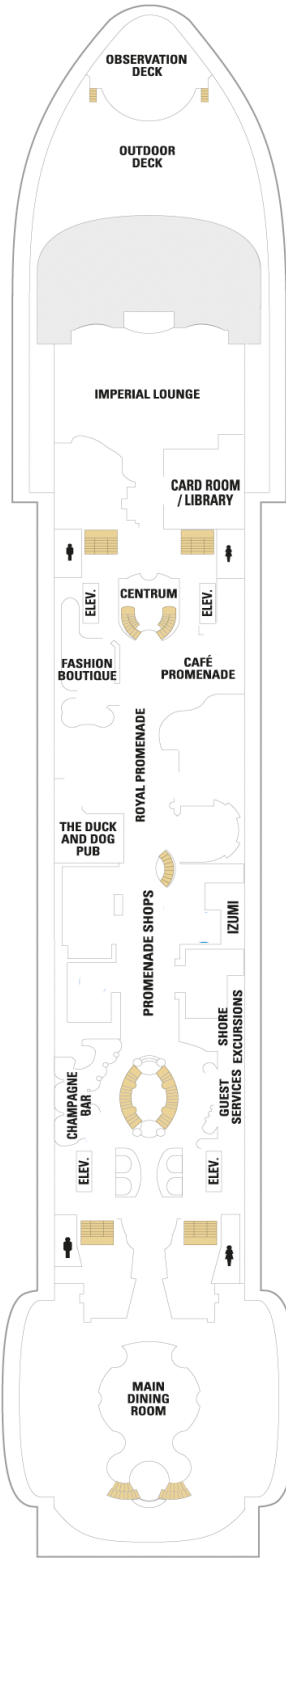 OBSERVATION
DECK
OUTDOOR
DECK
IMPERIAL LOUNGE
CARD ROOM
/ LIBRARY
ELEV.
CENTRUM
ELEV.
FASHION
BOUTIQUE
CAFÉ
PROMENADE
ROYAL PROMENADE
THE DUCK
AND DOG
PUB
PROMENADE SHOPS
IZUMI
SHORE
EXCURSIONS
GUEST
SERVICES
CHAMPAGNE
BAR
ELEV.
ELEV.
MAIN
DINING
ROOM